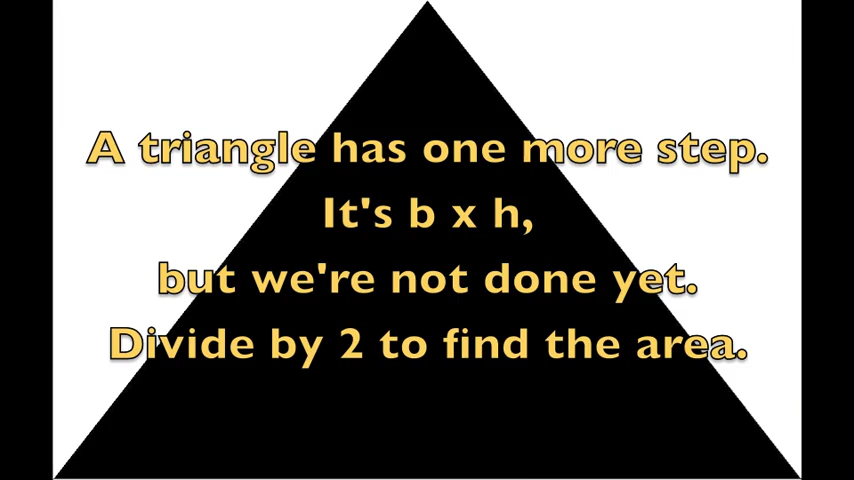 A triangle has one more step.
It's b x h,
but we're not done yet.
Divide by 2 to find the area.